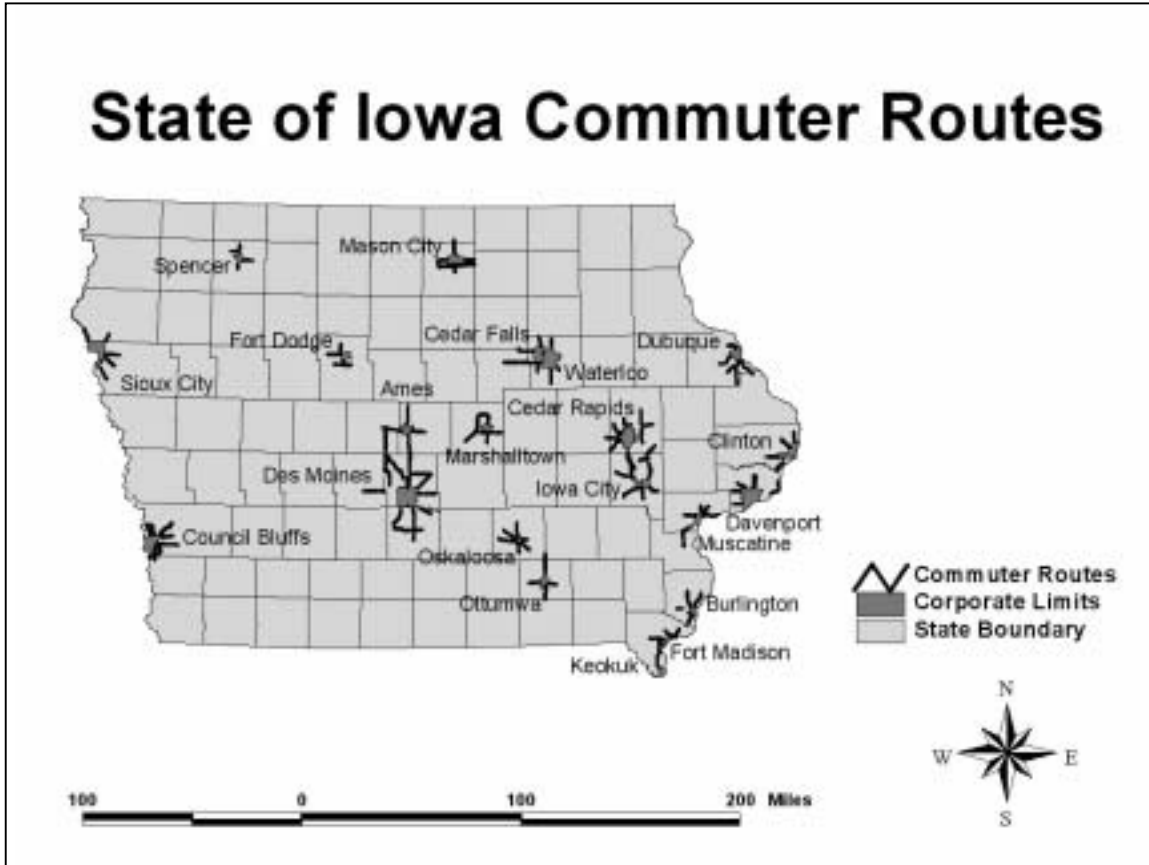 State of Iowa Commuter Routes
Mason City
Spencer
Fort Dodge
Cedar Falls
Dubuque
Sioux City
Waterloo
Ames
Cedar Rapids
Clinton
Marshalltown
Des Moines
Iowa City
Davenport
Council Bluffs
Muscatine
Oskaloosa
Ottumwa
Burlington
Fort Madison
Keokuk
Commuter Routes
Corporate Limits
State Boundary
N
W E
S
100 0 100 200 Miles